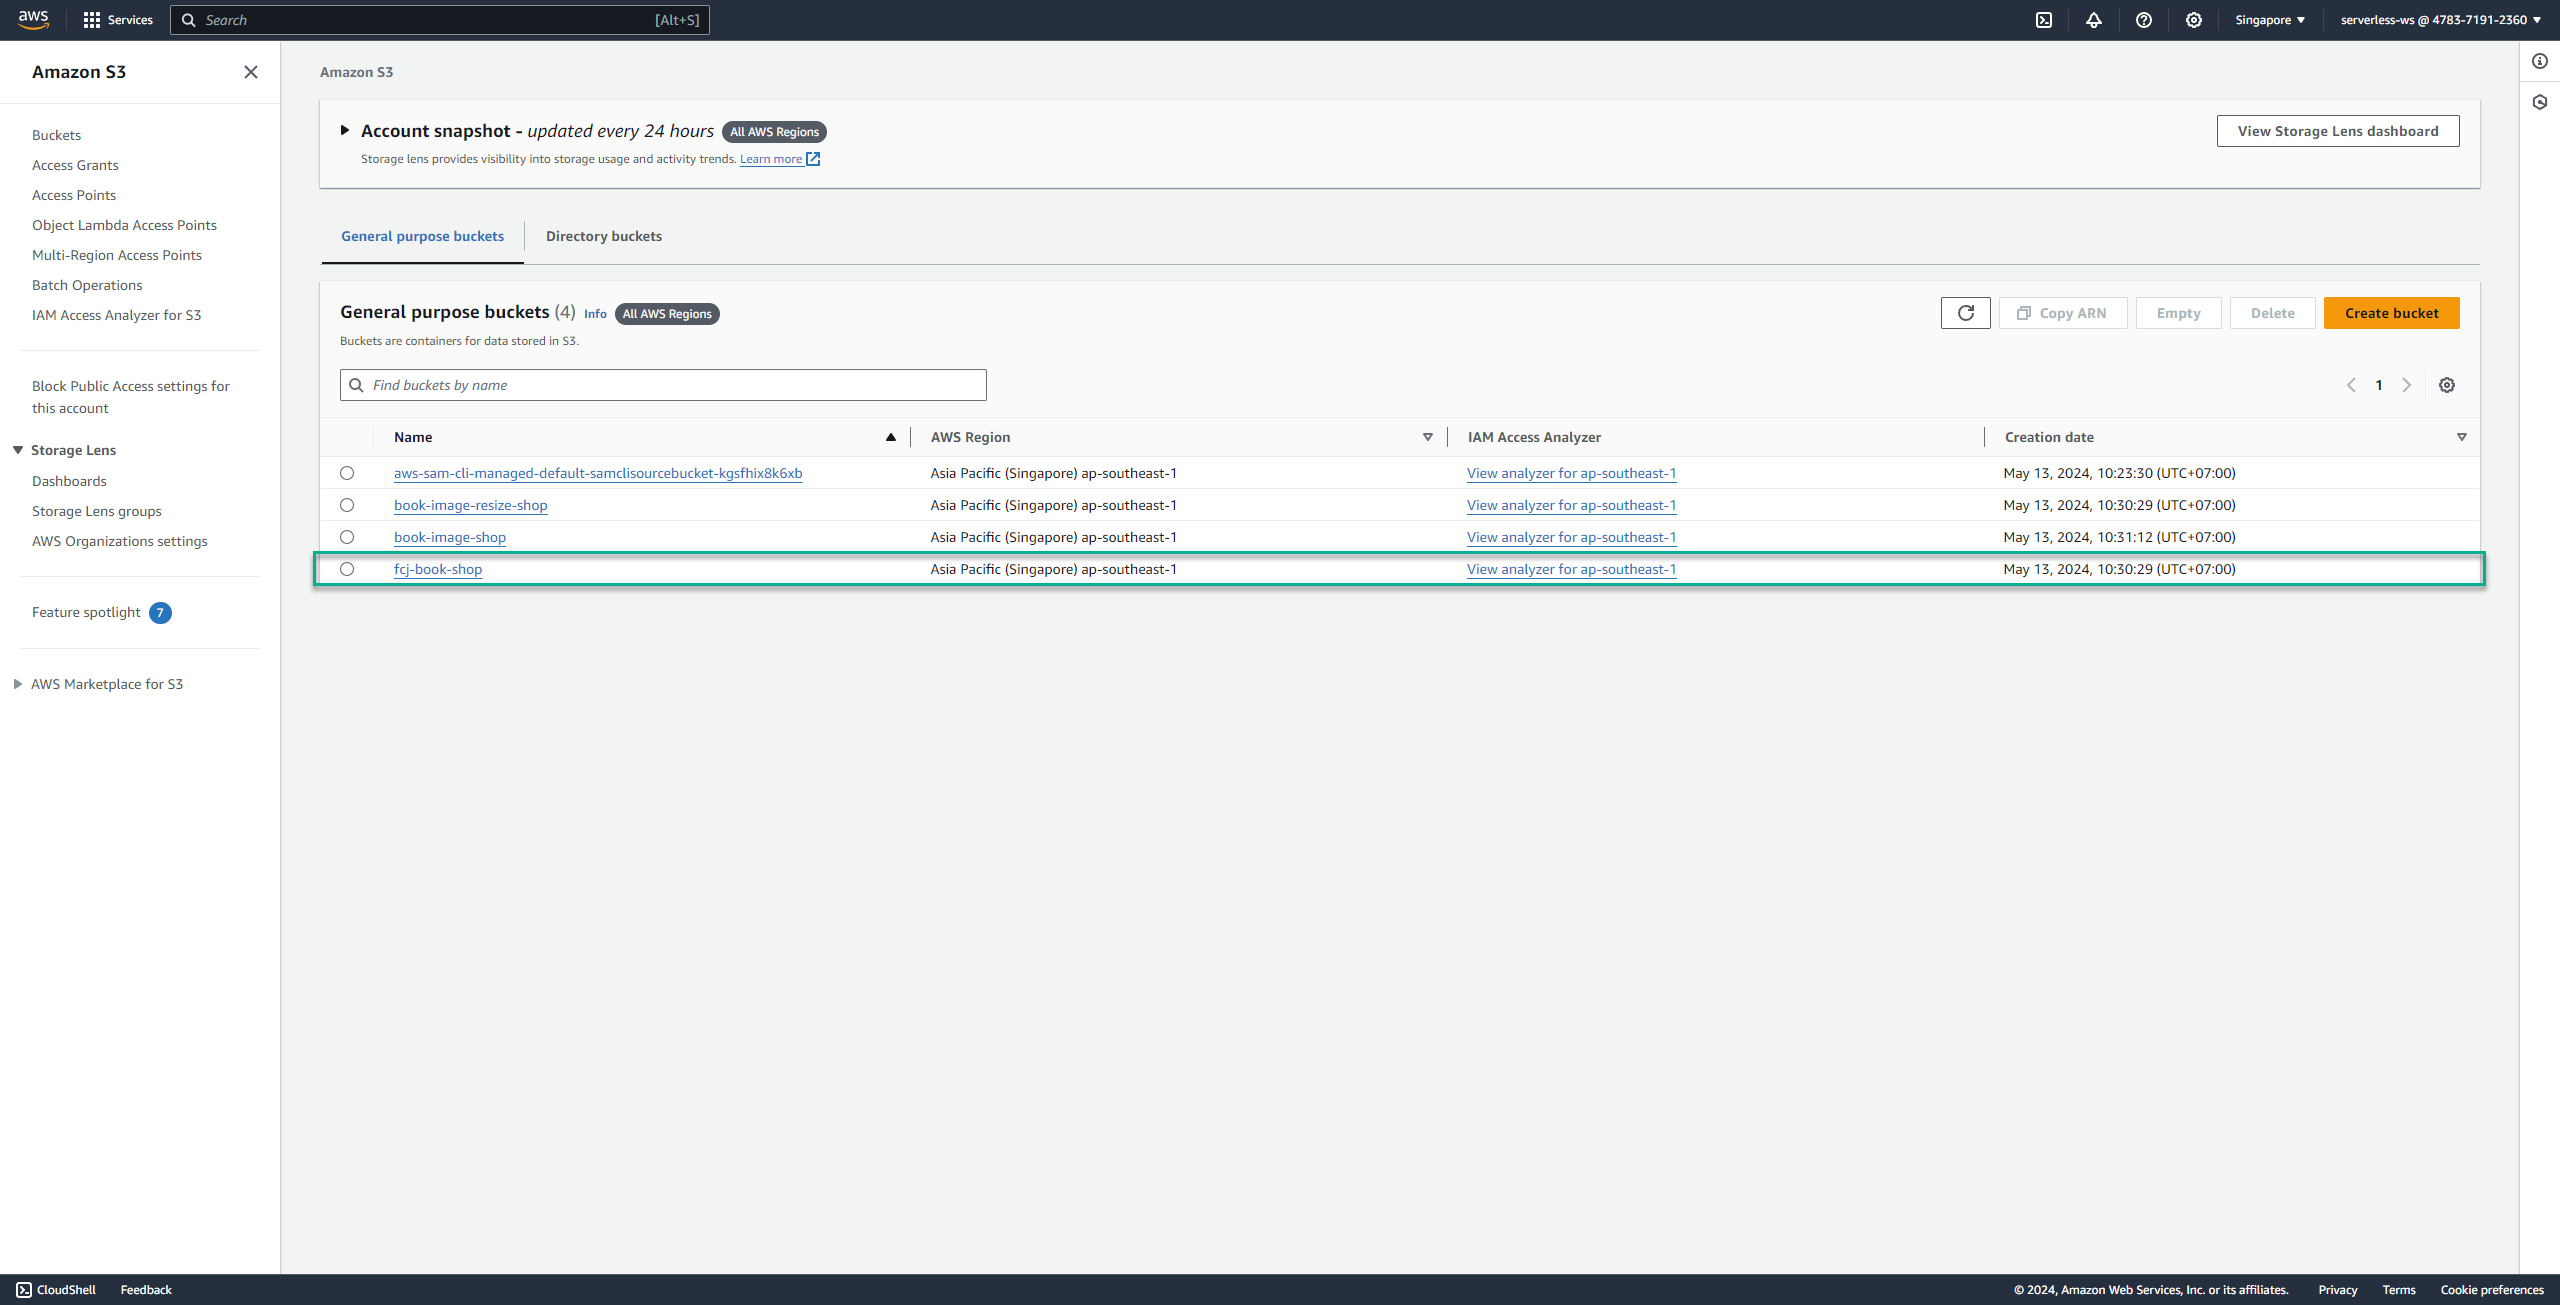 aws
Services
Search
[Alt+S]
Singapore
serverless-ws @ 4783-7191-2360
Amazon S3
Buckets
Access Grants
Access Points
Object Lambda Access Points
Multi-Region Access Points
Batch Operations
IAM Access Analyzer for S3
Block Public Access settings for
this account
Storage Lens
Dashboards
Storage Lens groups
AWS Organizations settings
Feature spotlight 7
AWS Marketplace for S3
Amazon S3
Account snapshot - updated every 24 hours All AWS Regions
Storage lens provides visibility into storage usage and activity trends. Learn more
View Storage Lens dashboard
General purpose buckets
Directory buckets
General purpose buckets (4) Info All AWS Regions
Buckets are containers for data stored in S3.
Copy ARN
Empty
Delete
Create bucket
Find buckets by name
1
Name AWS Region IAM Access Analyzer Creation date
aws-sam-cli-managed-default-samclisourcebucket-kgsfhix8k6xb Asia Pacific (Singapore) ap-southeast-1 View analyzer for ap-southeast-1 May 13, 2024, 10:23:30 (UTC+07:00)
book-image-resize-shop Asia Pacific (Singapore) ap-southeast-1 View analyzer for ap-southeast-1 May 13, 2024, 10:30:29 (UTC+07:00)
book-image-shop Asia Pacific (Singapore) ap-southeast-1 View analyzer for ap-southeast-1 May 13, 2024, 10:31:12 (UTC+07:00)
fcj-book-shop Asia Pacific (Singapore) ap-southeast-1 View analyzer for ap-southeast-1 May 13, 2024, 10:30:29 (UTC+07:00)
CloudShell
Feedback
© 2024, Amazon Web Services, Inc. or its affiliates.
Privacy
Terms
Cookie preferences